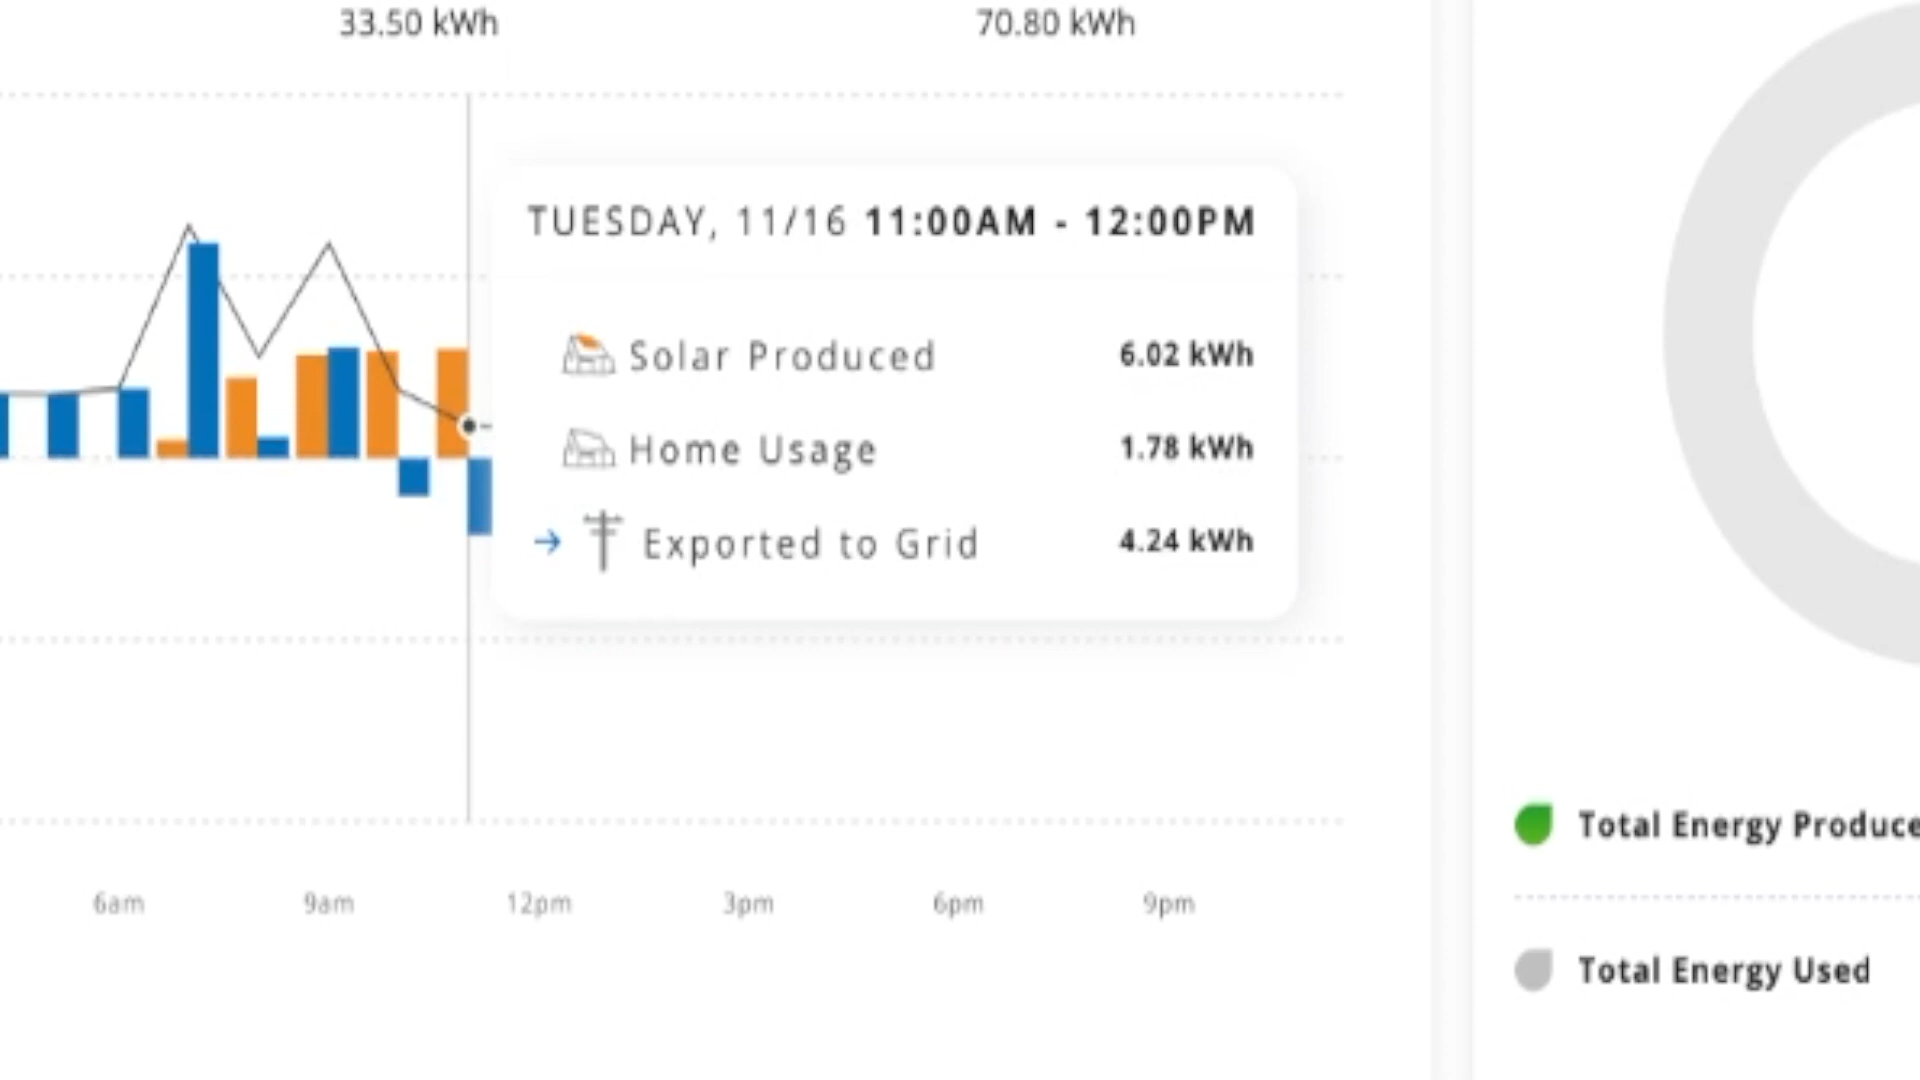 33.50 kWh
70.80 kWh
TUESDAY, 11/16 11:00AM - 12:00PM
Solar Produced 6.02 kWh
Home Usage 1.78 kWh
Exported to Grid 4.24 kWh
6am 9am 12pm 3pm 6pm 9pm
Total Energy Produce
Total Energy Used